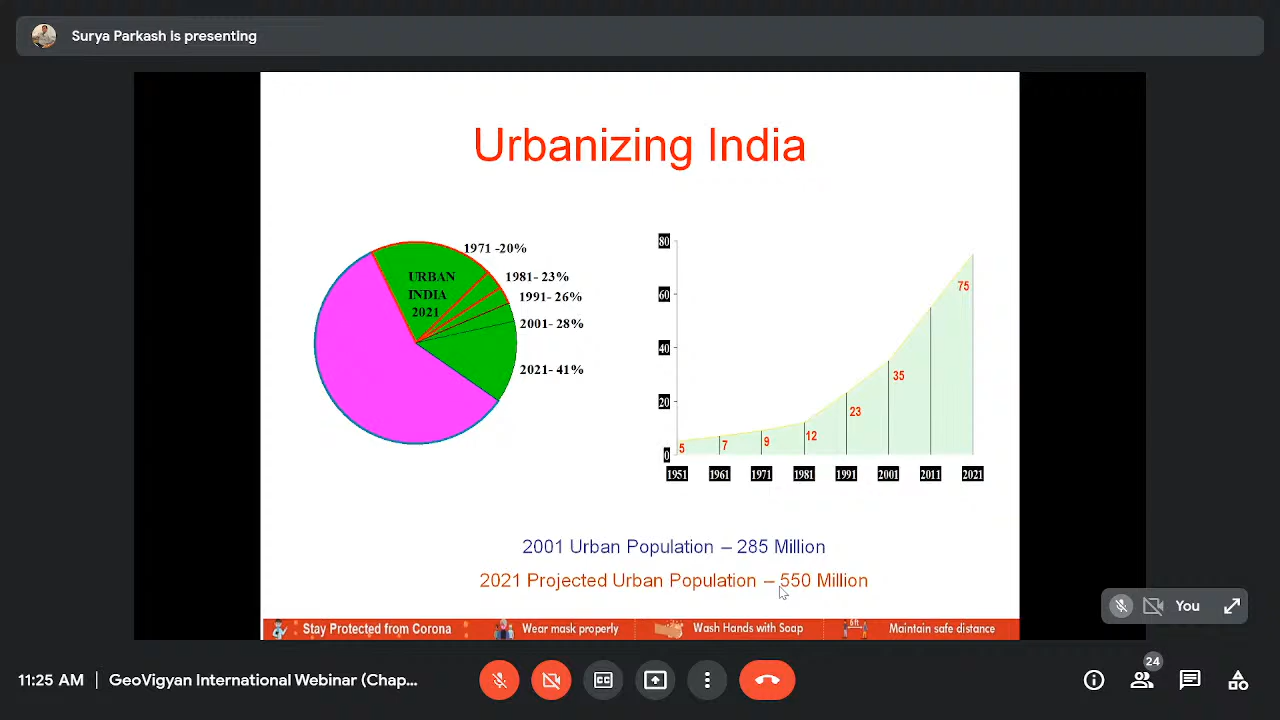 Surya Parkash is presenting
Urbanizing India
1971 -20%
URBAN
INDIA
2021
1981- 23%
1991- 26%
2001- 28%
2021- 41%
80
60
40
20
0
5
7
9
12
23
35
75
1951
1961
1971
1981
1991
2001
2011
2021
2001 Urban Population – 285 Million
2021 Projected Urban Population – 550 Million
You
Stay Protected from Corona
Wear mask properly
Wash Hands with Soap
6ft
Maintain safe distance
11:25 AM | GeoVigyan International Webinar (Chap...
24